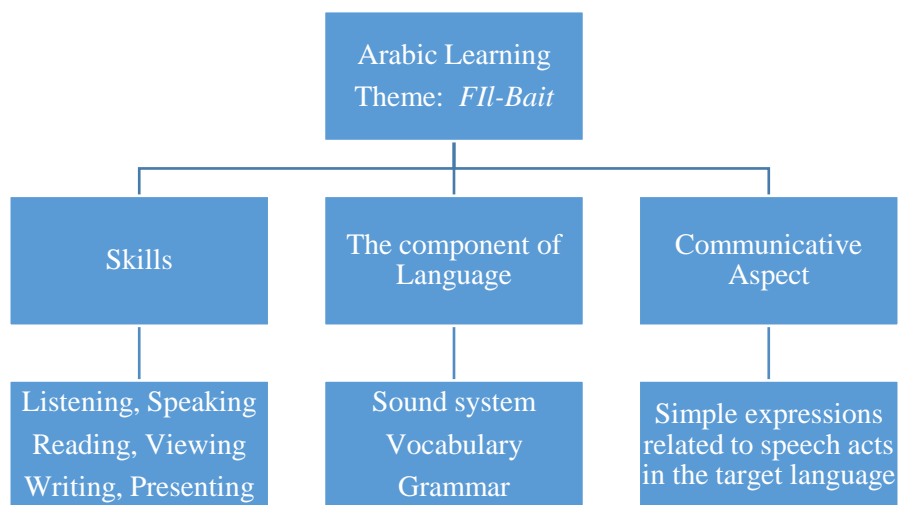 Arabic Learning
Theme: FIl-Bait
Skills
The component of
Language
Communicative
Aspect
Listening, Speaking
Reading, Viewing
Writing, Presenting
Sound system
Vocabulary
Grammar
Simple expressions
related to speech acts
in the target language